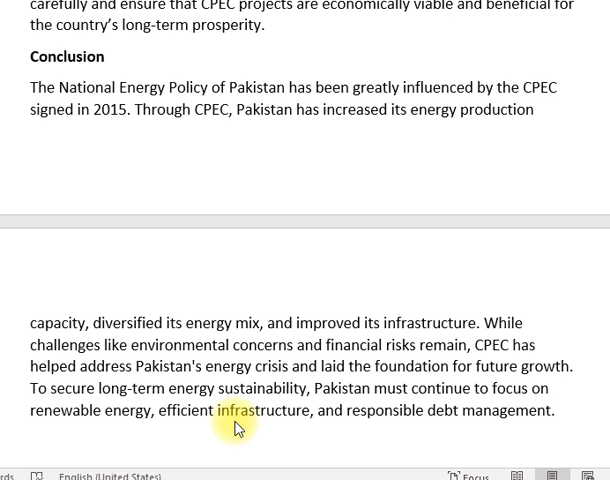 carefully and ensure that CPEC projects are economically viable and beneficial for
the country’s long-term prosperity.
Conclusion
The National Energy Policy of Pakistan has been greatly influenced by the CPEC
signed in 2015. Through CPEC, Pakistan has increased its energy production
capacity, diversified its energy mix, and improved its infrastructure. While
challenges like environmental concerns and financial risks remain, CPEC has
helped address Pakistan's energy crisis and laid the foundation for future growth.
To secure long-term energy sustainability, Pakistan must continue to focus on
renewable energy, efficient infrastructure, and responsible debt management.
rds English (United States) Focus